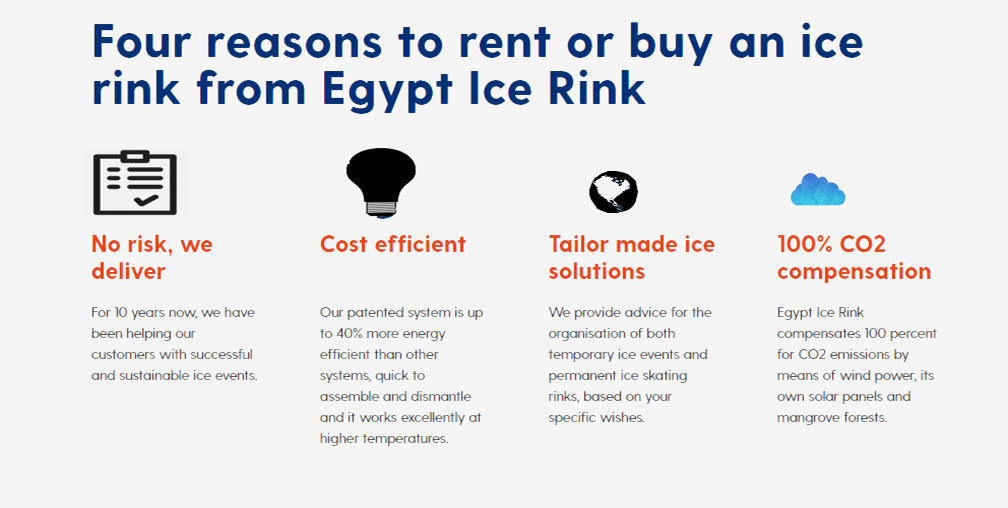 Four reasons to rent or buy an ice
rink from Egypt Ice Rink
No risk, we
deliver
For 10 years now, we have
been helping our
customers with successful
and sustainable ice events.
Cost efficient
Our patented system is up
to 40% more energy
efficient than other
systems, quick to
assemble and dismantle
and it works excellently at
higher temperatures.
Tailor made ice
solutions
We provide advice for the
organisation of both
temporary ice events and
permanent ice skating
rinks, based on your
specific wishes.
100% CO2
compensation
Egypt Ice Rink
compensates 100 percent
for CO2 emissions by
means of wind power, its
own solar panels and
mangrove forests.